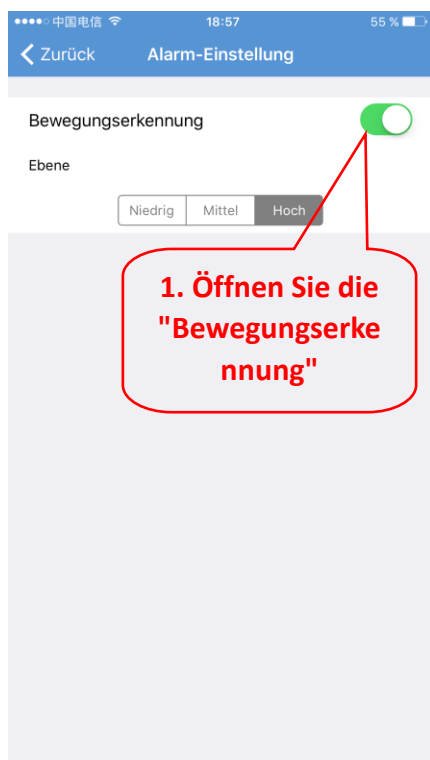 中国电信 18:57 55 %
Zurück Alarm-Einstellung
Bewegungserkennung
Ebene
Niedrig Mittel Hoch
1. Öffnen Sie die
"Bewegungserke
nnung"